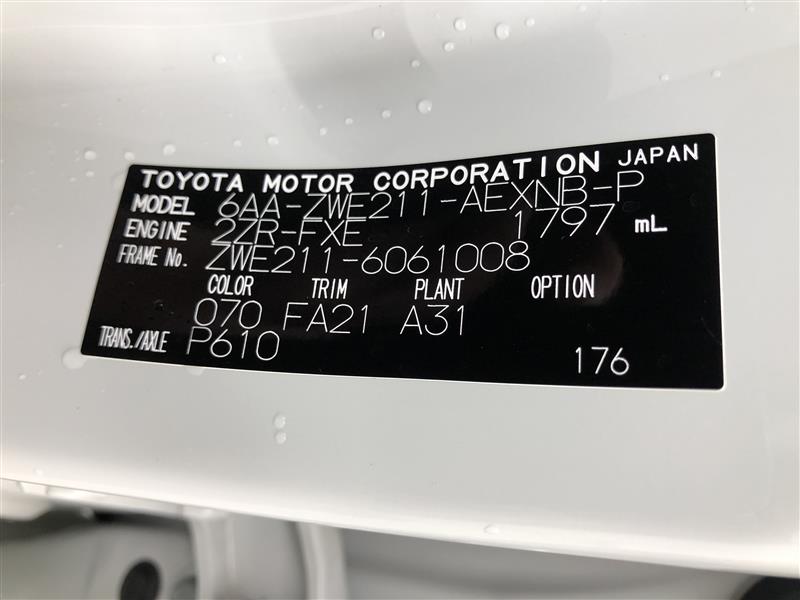 TOYOTA MOTOR CORPORATION JAPAN
MODEL 6AA-ZWE211-AEXNB-P
ENGINE 2ZR-FXE 1797 mL
FRAME No. ZWE211-6061008
COLOR TRIM PLANT OPTION
070 FA21 A31
TRANS./AXLE P610 176